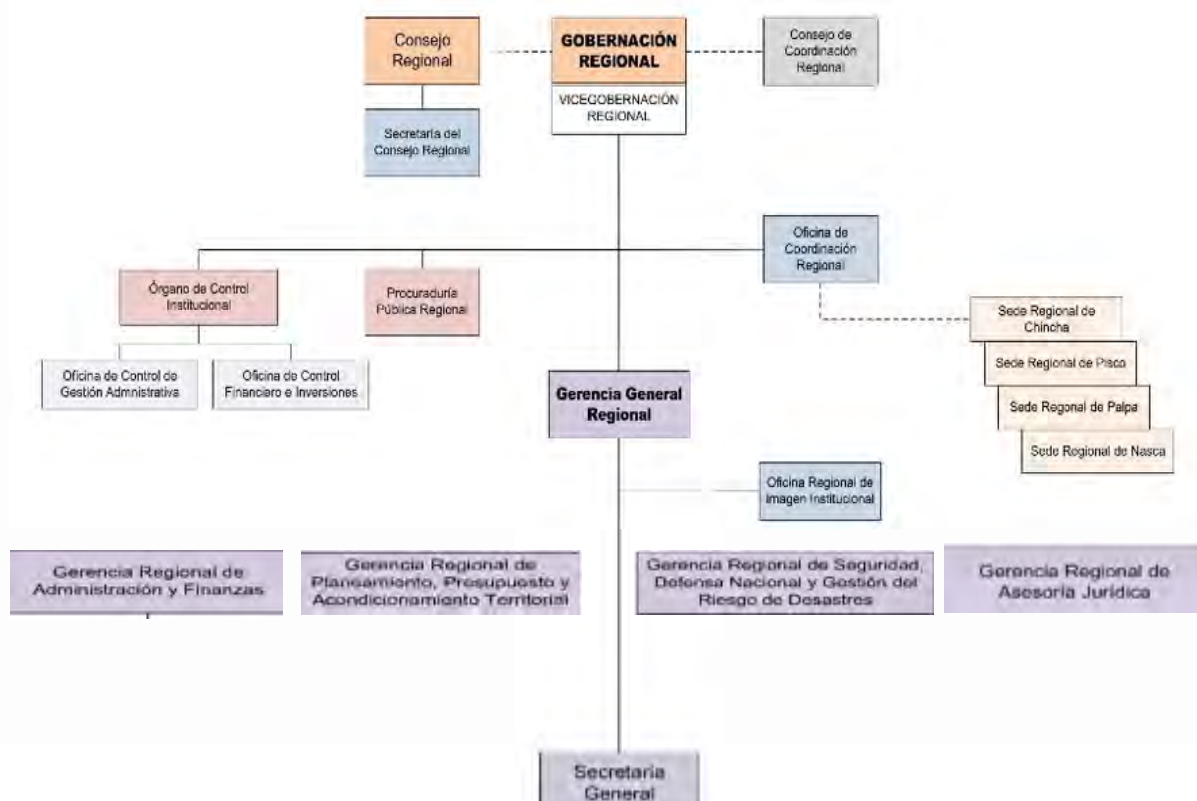 Consejo
Regional
GOBERNACIÓN
REGIONAL
Consejo de
Coordinación
Regional
VICEGOBERNACIÓN
REGIONAL
Secretaría del
Consejo Regional
Oficina de
Coordinación
Regional
Órgano de Control
Institucional
Procuraduría
Pública Regional
Sede Regional de
Chincha
Oficina de Control de
Gestión Admnistrativa
Oficina de Control
Financiero e Inversiones
Sede Regional de Pisco
Gerencia General
Regional
Sede Regonal de Palpa
Sede Regional de Nasca
Oficina Regional de
Imagen Institucional
Gerencia Regional de
Administración y Finanzas
Gerencia Regional de
Planeamiento, Presupuesto y
Acondicionamiento Territorial
Gerencia Regional de Seguridad,
Defensa Nacional y Gestión del
Riesgo de Desastres
Gerencia Regional de
Asesoría Jurídica
Secretaria
General